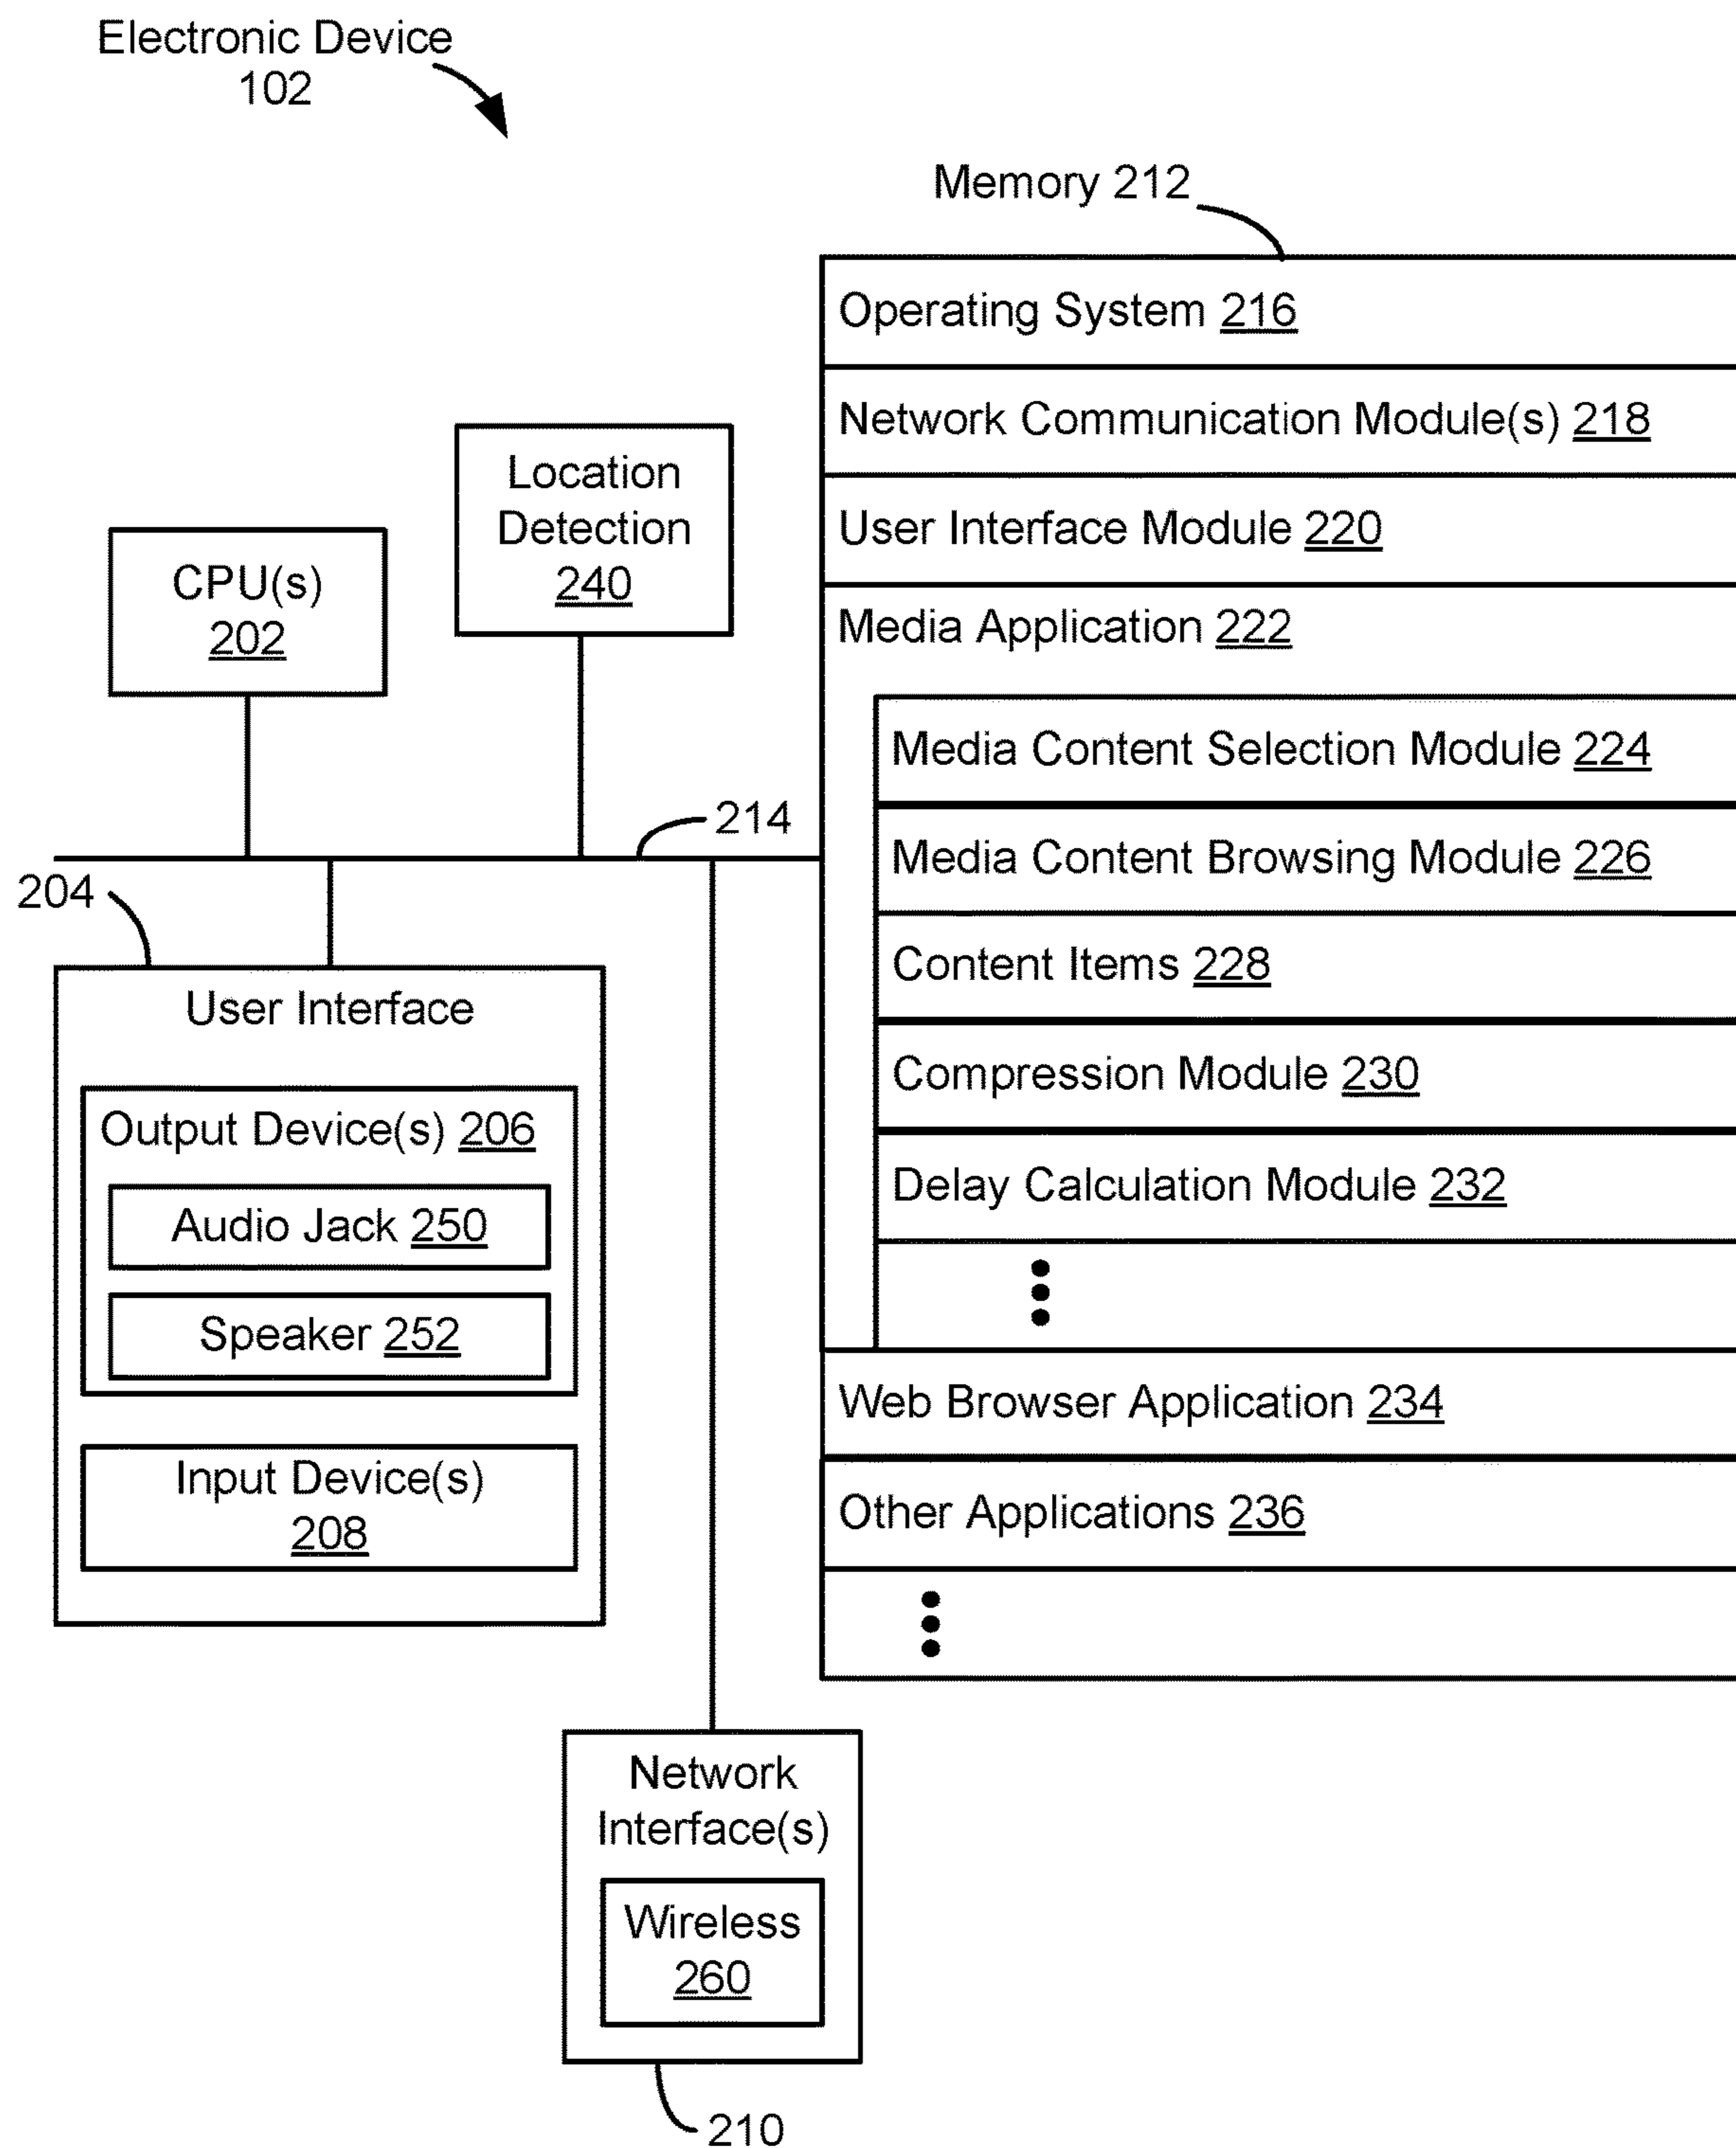 Electronic Device
102
Memory 212
Operating System 216
Network Communication Module(s) 218
User Interface Module 220
Media Application 222
Media Content Selection Module 224
Media Content Browsing Module 226
Content Items 228
Compression Module 230
Delay Calculation Module 232
Web Browser Application 234
Other Applications 236
Location
Detection
240
CPU(s)
202
214
204
User Interface
Output Device(s) 206
Audio Jack 250
Speaker 252
Input Device(s)
208
Network
Interface(s)
Wireless
260
210